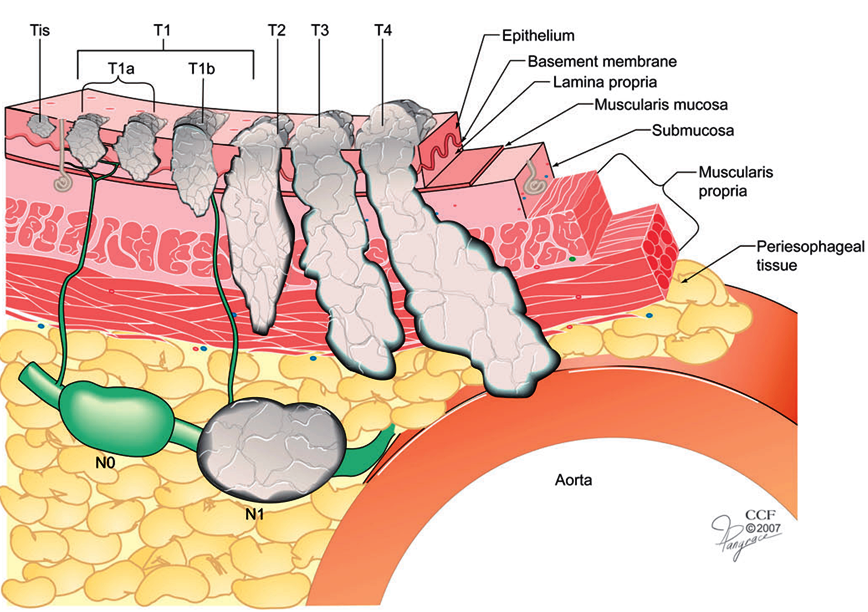 Tis
T1
T2
T3
T4
T1a
T1b
Epithelium
Basement membrane
Lamina propria
Muscularis mucosa
Submucosa
Muscularis
propria
Periesophageal
tissue
N0
N1
Aorta
CCF
©2007
Pangrace